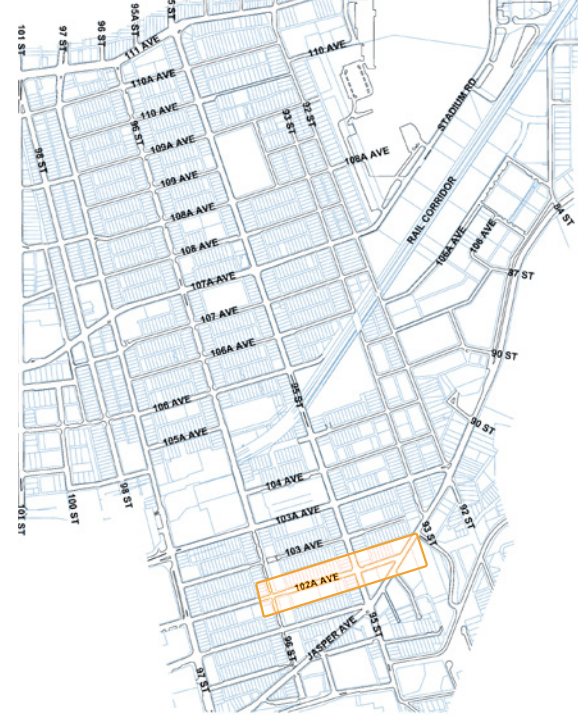 101 ST
97 ST
96 ST
95A ST
95 ST
111 AVE
110 AVE
110A AVE
110 AVE
96 ST
109A AVE
98 ST
93 ST
92 ST
STADIUM RD
108A AVE
109 AVE
108A AVE
RAIL CORRIDOR
84 ST
106A AVE
106 AVE
108 AVE
87 ST
107A AVE
107 AVE
106A AVE
90 ST
95 ST
106 AVE
90 ST
105A AVE
104 AVE
98 ST
100 ST
101 ST
92 ST
103A AVE
93 ST
103 AVE
102A AVE
95 ST
JASPER AVE
96 ST
97 ST